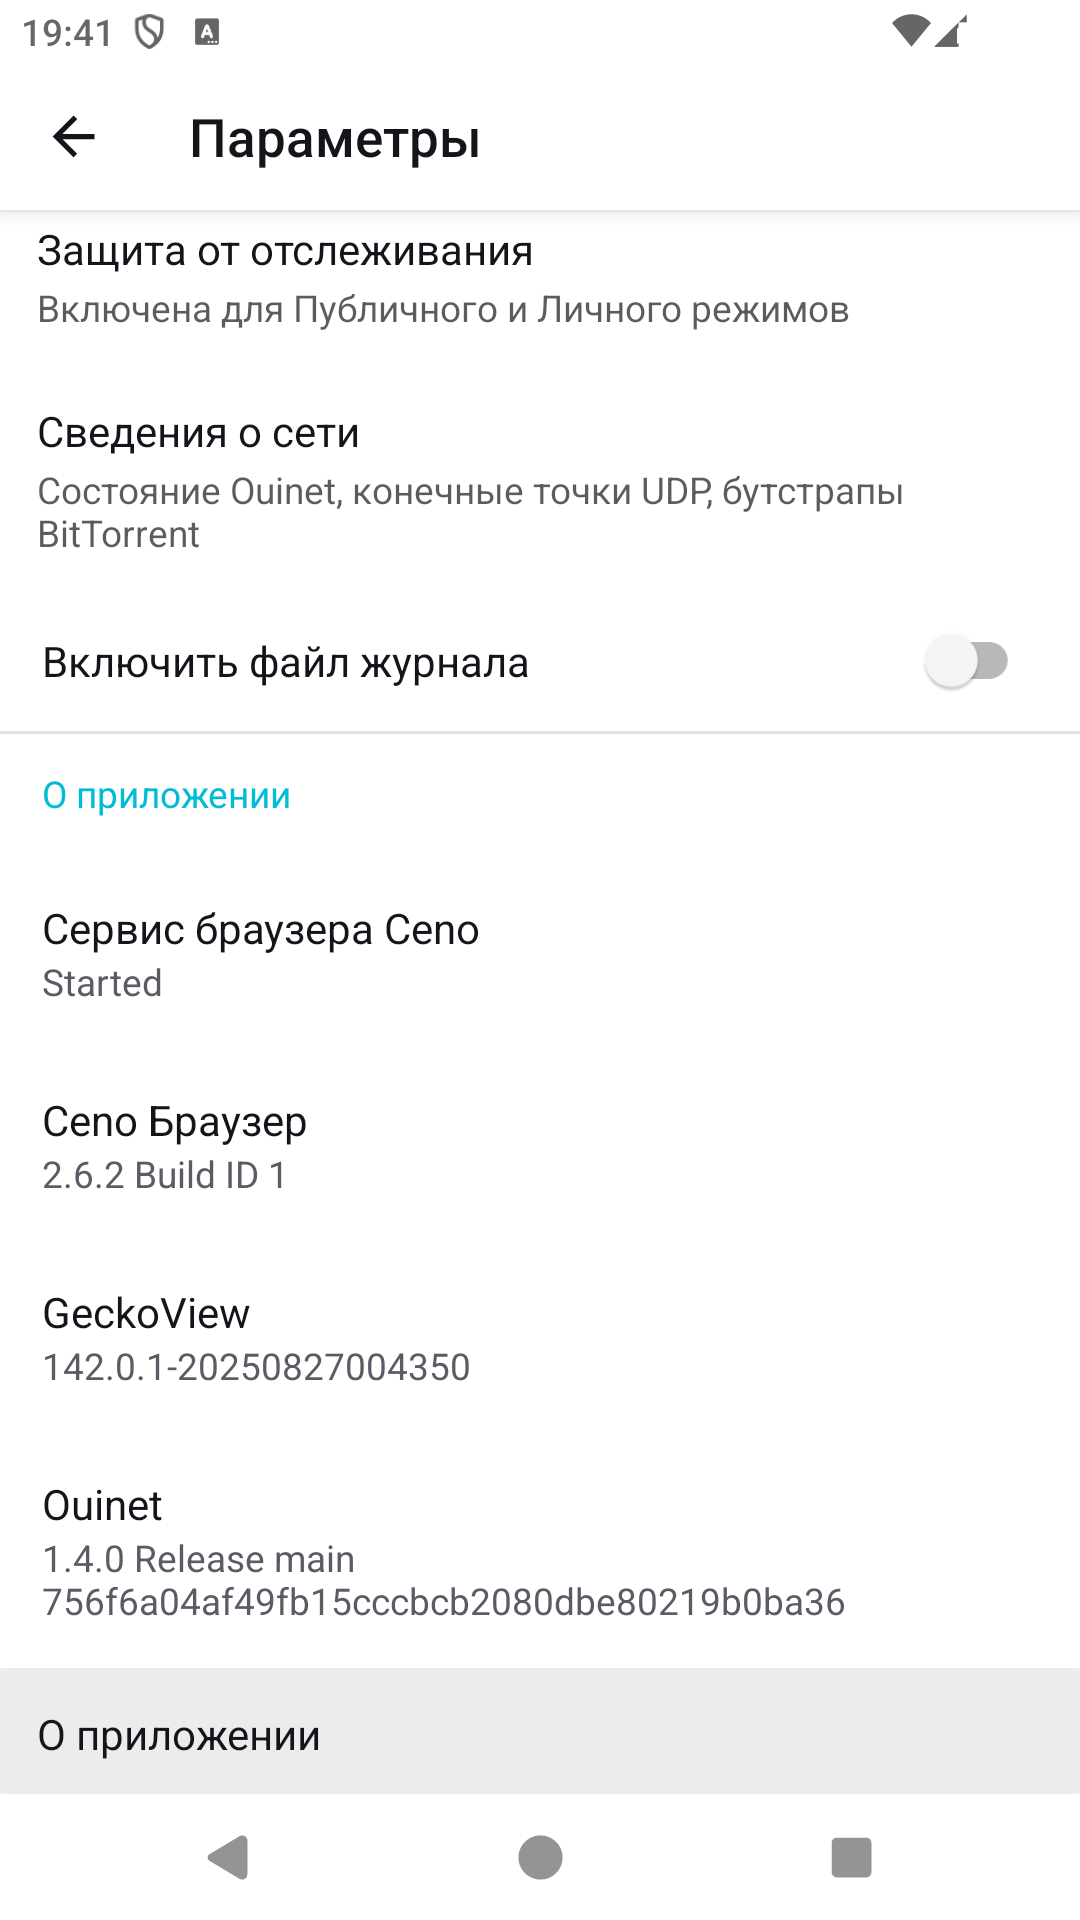 19:41
Параметры
Защита от отслеживания
Включена для Публичного и Личного режимов
Сведения о сети
Состояние Ouinet, конечные точки UDP, бутстрапы
BitTorrent
Включить файл журнала
О приложении
Сервис браузера Ceno
Started
Ceno Браузер
2.6.2 Build ID 1
GeckoView
142.0.1-20250827004350
Ouinet
1.4.0 Release main
756f6a04af49fb15cccbcb2080dbe80219b0ba36
О приложении